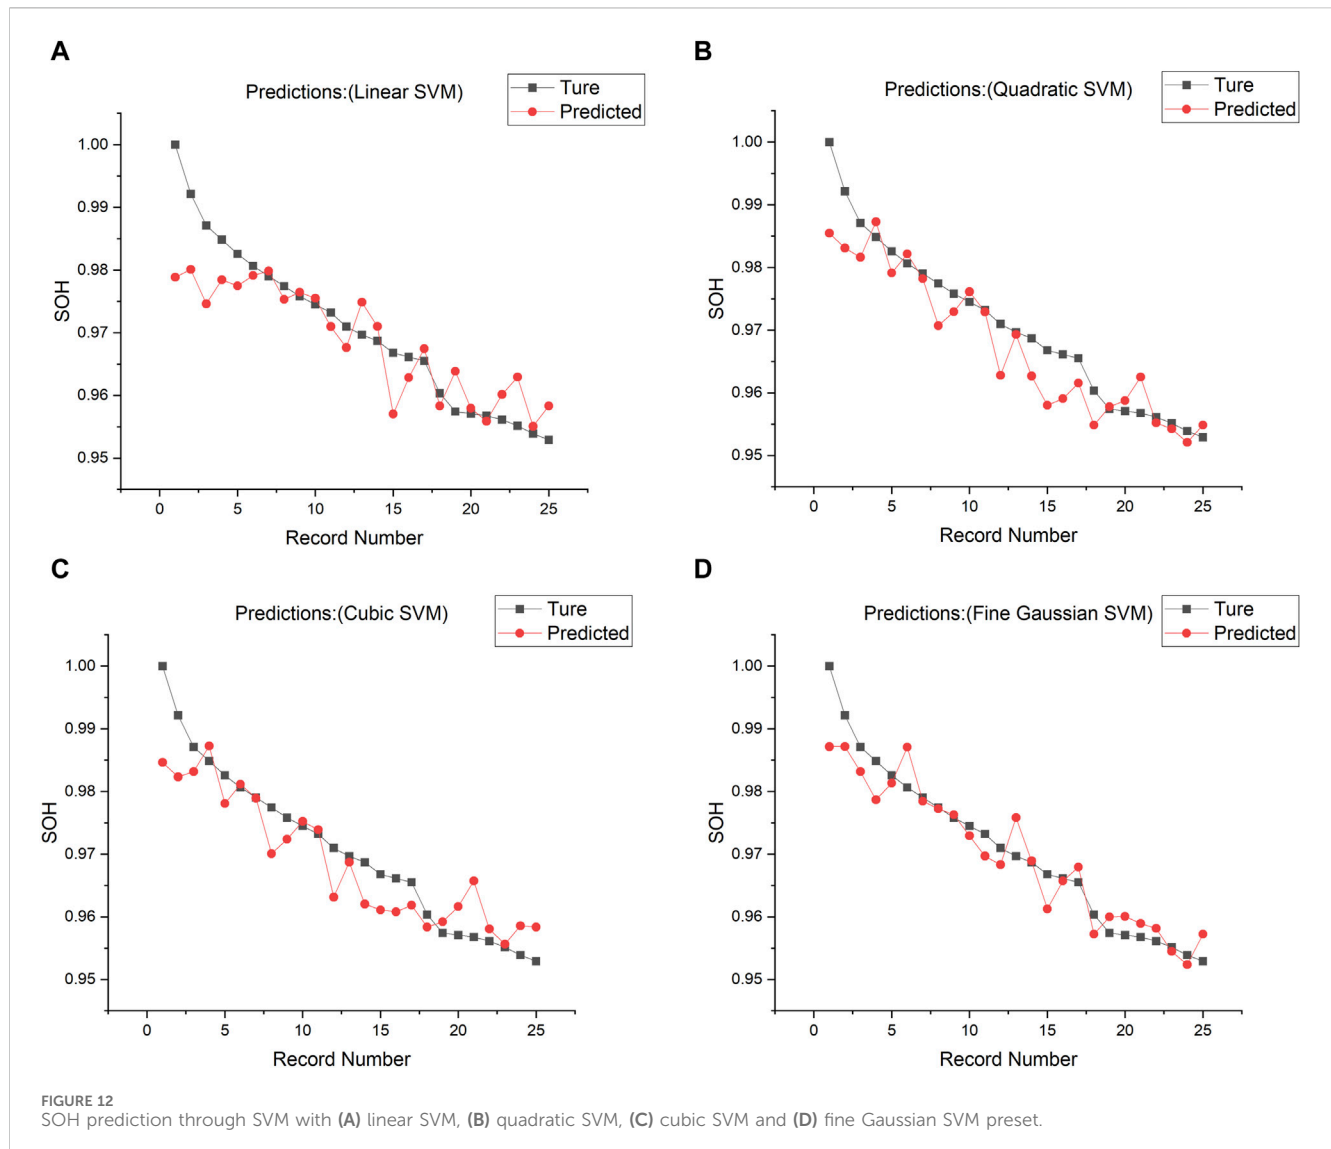 A
Predictions:(Linear SVM)
Ture
Predicted
1.00
0.99
0.98
0.97
0.96
0.95
SOH
0 5 10 15 20 25
Record Number
B
Predictions:(Quadratic SVM)
Ture
Predicted
1.00
0.99
0.98
0.97
0.96
0.95
SOH
0 5 10 15 20 25
Record Number
C
Predictions:(Cubic SVM)
Ture
Predicted
1.00
0.99
0.98
0.97
0.96
0.95
SOH
0 5 10 15 20 25
Record Number
D
Predictions:(Fine Gaussian SVM)
Ture
Predicted
1.00
0.99
0.98
0.97
0.96
0.95
SOH
0 5 10 15 20 25
Record Number
FIGURE 12
SOH prediction through SVM with (A) linear SVM, (B) quadratic SVM, (C) cubic SVM and (D) fine Gaussian SVM preset.